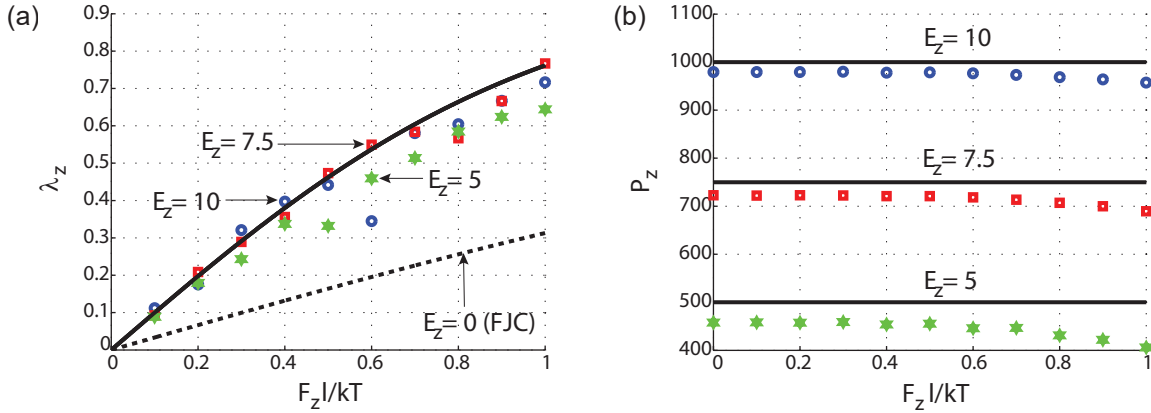 (a)
0.9
0.8
0.7
0.6
0.5
0.4
0.3
0.2
0.1
0
λz
Ez= 7.5
Ez= 10
Ez= 5
Ez= 0 (FJC)
0 0.2 0.4 0.6 0.8 1
Fzl/kT
(b)
1100
1000
900
800
700
600
500
400
Pz
Ez= 10
Ez= 7.5
Ez= 5
0 0.2 0.4 0.6 0.8 1
Fzl/kT